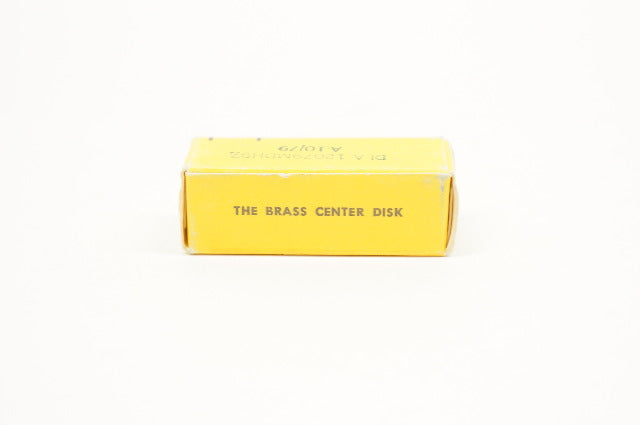 A 10/79
THE BRASS CENTER DISK